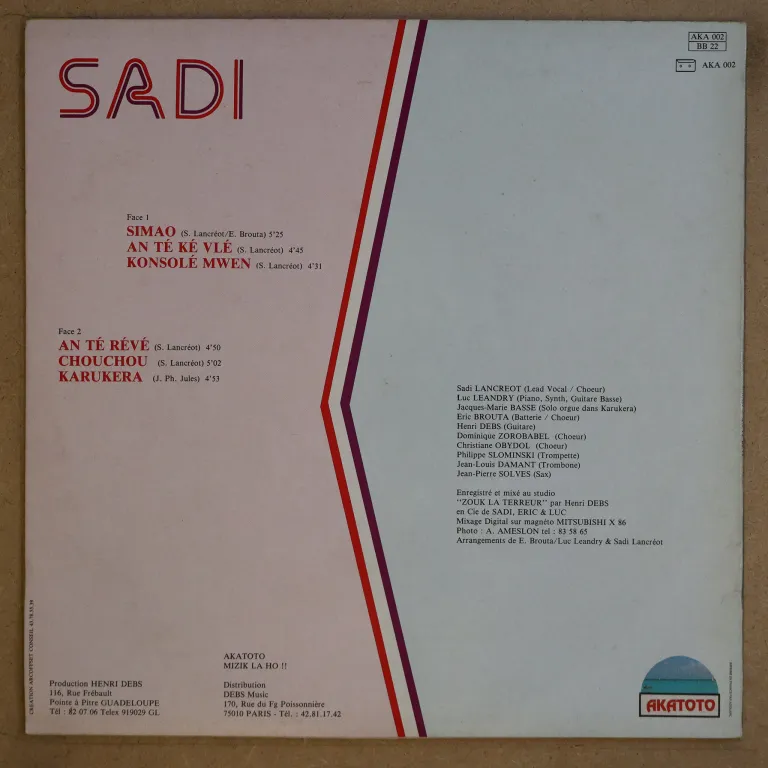 SADI
AKA 002
BB 22
AKA 002
Face 1
SIMAO (S. Lancréot/E. Brouta) 5'25
AN TÉ KÉ VLÉ (S. Lancréot) 4'45
KONSOLÉ MWEN (S. Lancréot) 4'31
Face 2
AN TÉ RÉVÉ (S. Lancréot) 4'50
CHOUCHOU (S. Lancréot) 5'02
KARUKERA (J. Ph. Jules) 4'53
Sadi LANCREOT (Lead Vocal / Choeur)
Luc LEANDRY (Piano, Synth, Guitare Basse)
Jacques-Marie BASSE (Solo orgue dans Karukera)
Eric BROUTA (Batterie / Choeur)
Henri DEBS (Guitare)
Dominique ZOROBABEL (Choeur)
Christiane OBYDOL (Choeur)
Philippe SLOMINSKI (Trompette)
Jean-Louis DAMANT (Trombone)
Jean-Pierre SOLVES (Sax)
Enregistré et mixé au studio
"ZOUK LA TERREUR" par Henri DEBS
en Cie de SADI, ERIC & LUC
Mixage Digital sur magnéto MITSUBISHI X 86
Photo : A. AMESLON tel : 83 58 65
Arrangements de E. Brouta/Luc Leandry & Sadi Lancréot
AKATOTO
MIZIK LA HO !!
Production HENRI DEBS
116, Rue Frébault
Pointe à Pitre GUADELOUPE
Tél : 82 07 06 Telex 919029 GL
Distribution
DEBS Music
170, Rue du Fg Poissonnière
75010 PARIS - Tél. : 42.81.17.42
AKATOTO